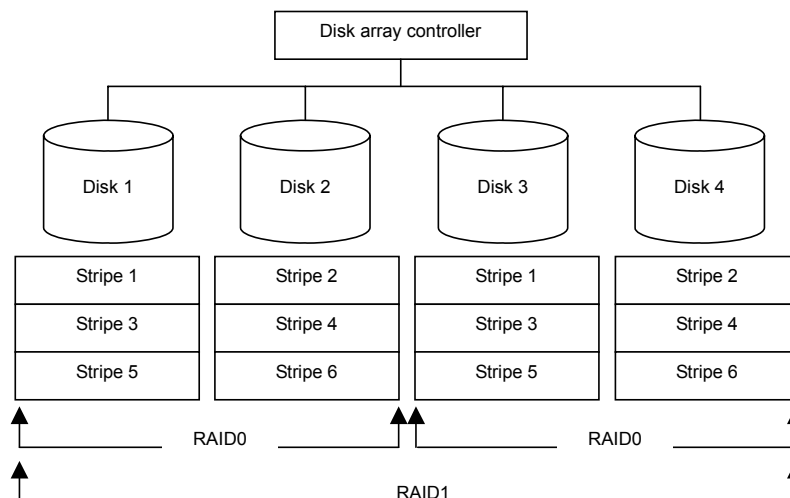 Disk array controller
Disk 1
Disk 2
Disk 3
Disk 4
Stripe 1
Stripe 2
Stripe 1
Stripe 2
Stripe 3
Stripe 4
Stripe 3
Stripe 4
Stripe 5
Stripe 6
Stripe 5
Stripe 6
RAID0
RAID0
RAID1